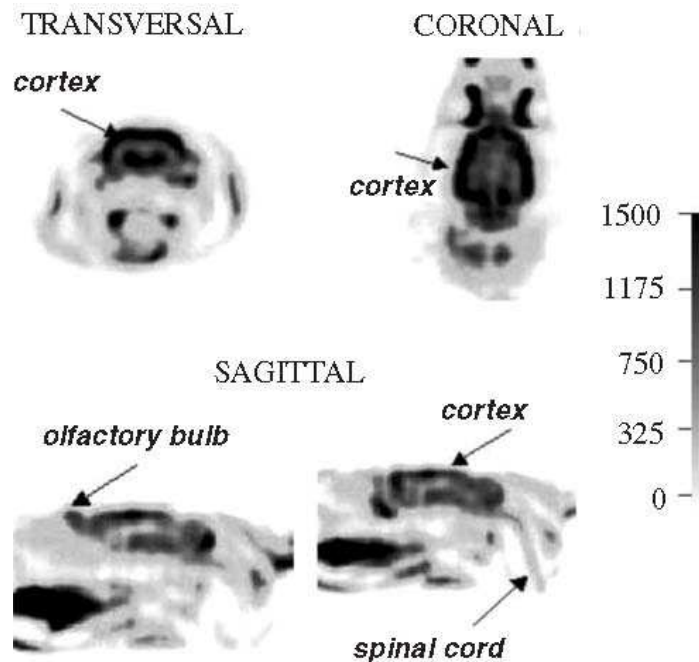 TRANSVERSAL
CORONAL
cortex
cortex
1500
1175
750
325
0
SAGITTAL
olfactory bulb
cortex
spinal cord